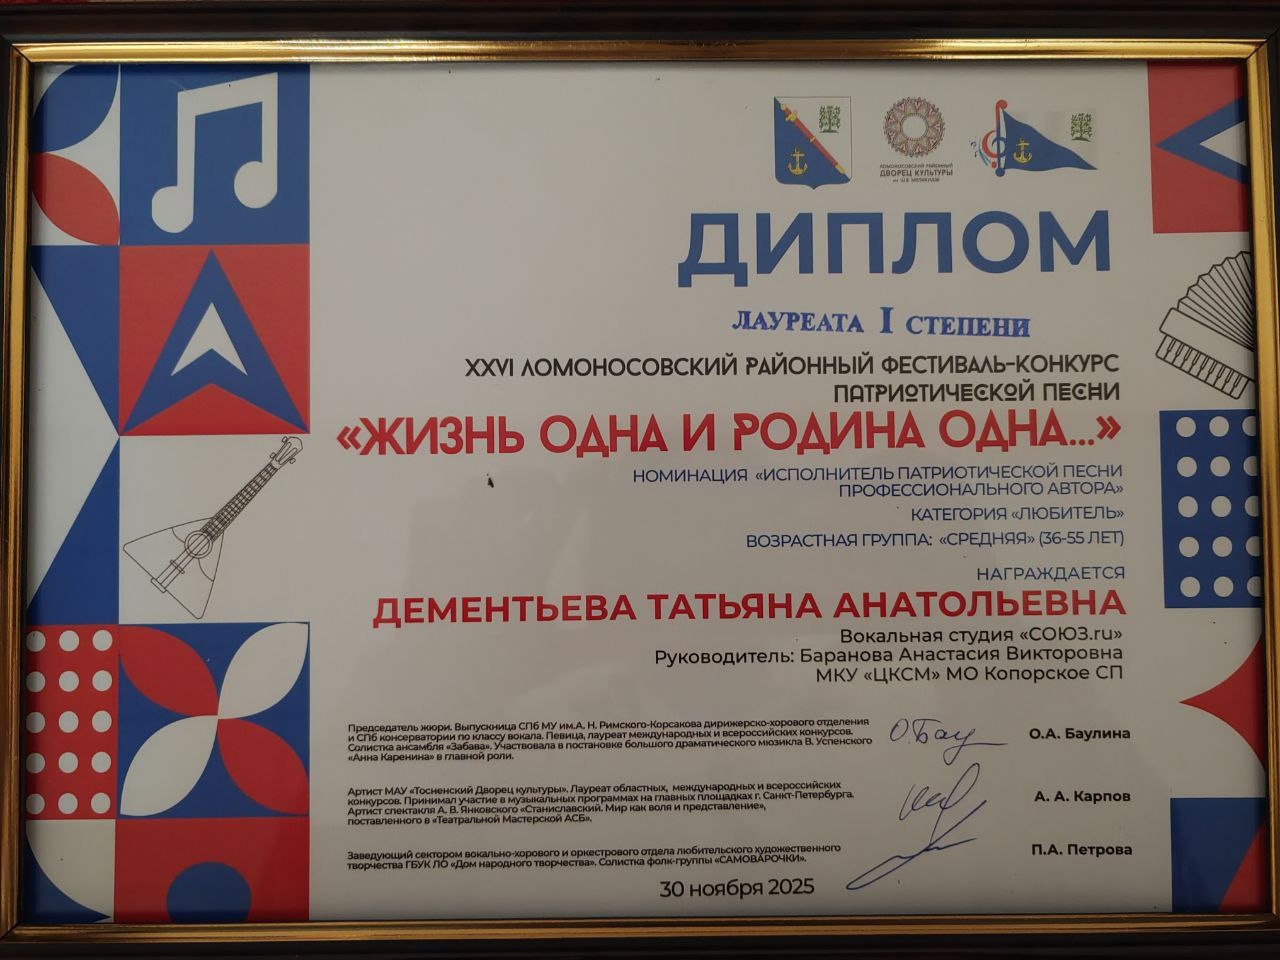 ЛОМОНОСОВСКИЙ РАЙОННЫЙ
ДВОРЕЦ КУЛЬТУРЫ
ДИПЛОМ
ЛАУРЕАТА I СТЕПЕНИ
XXVI ЛОМОНОСОВСКИЙ РАЙОННЫЙ ФЕСТИВАЛЬ-КОНКУРС
ПАТРИОТИЧЕСКОЙ ПЕСНИ
«ЖИЗНЬ ОДНА И РОДИНА ОДНА...»
НОМИНАЦИЯ «ИСПОЛНИТЕЛЬ ПАТРИОТИЧЕСКОЙ ПЕСНИ
ПРОФЕССИОНАЛЬНОГО АВТОРА»
КАТЕГОРИЯ «ЛЮБИТЕЛЬ»
ВОЗРАСТНАЯ ГРУППА: «СРЕДНЯЯ» (36-55 ЛЕТ)
НАГРАЖДАЕТСЯ
ДЕМЕНТЬЕВА ТАТЬЯНА АНАТОЛЬЕВНА
Вокальная студия «СОЮЗ.ru»
Руководитель: Баранова Анастасия Викторовна
МКУ «ЦКСМ» МО Копорское СП
Председатель жюри. Выпускница СПб МУ им.А. Н. Римского-Корсакова дирижерско-хорового отделения
и СПб консерватории по классу вокала. Певица, лауреат международных и всероссийских конкурсов.
Солистка ансамбля «Забава». Участвовала в постановке большого драматического мюзикла В. Успенского
«Анна Каренина» в главной роли.
О.Бау
О.А. Баулина
Артист МАУ «Тосненский Дворец культуры». Лауреат областных, международных и всероссийских
конкурсов. Принимал участие в музыкальных программах на главных площадках г. Санкт-Петербурга.
Артист спектакля А. В. Янковского «Станиславский. Мир как воля и представление»,
поставленного в «Театральной Мастерской АСБ».
А. А. Карпов
Заведующий сектором вокально-хорового и оркестрового отдела любительского художественного
творчества ГБУК ЛО «Дом народного творчества». Солистка фолк-группы «САМОВАРОЧКИ».
П.А. Петрова
30 ноября 2025